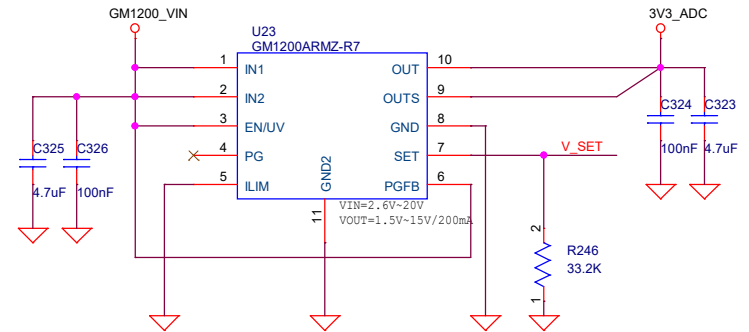 GM1200_VIN
3V3_ADC
U23
GM1200ARMZ-R7
1 IN1 OUT 10
2 IN2 OUTS 9
3 EN/UV GND 8
4 PG SET 7 V_SET
5 ILIM GND2 PGFB 6
11
VIN=2.6V~20V
VOUT=1.5V~15V/200mA
C325 C326
4.7uF 100nF
C324 C323
100nF 4.7uF
2
R246
33.2K
1